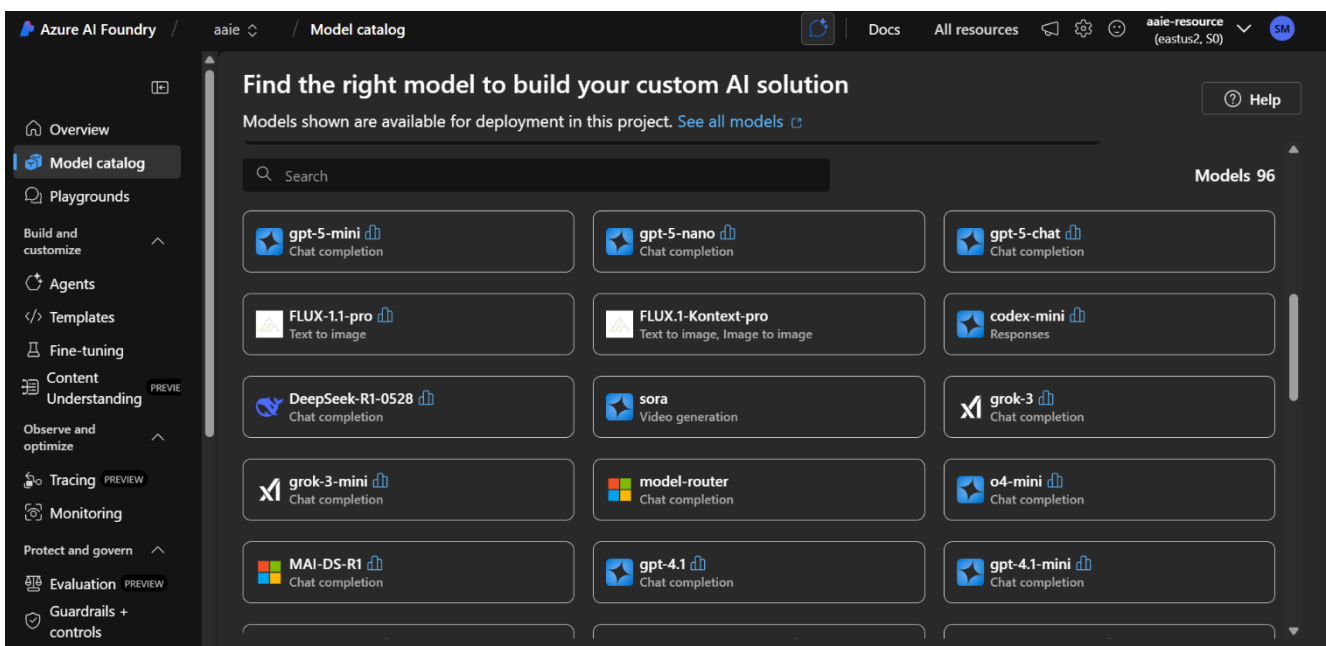 Azure AI Foundry / aaie / Model catalog
Docs
All resources
aaie-resource
(eastus2, S0)
SM
Overview
Model catalog
Playgrounds
Build and
customize
Agents
Templates
Fine-tuning
Content
Understanding
PREVIE
Observe and
optimize
Tracing PREVIEW
Monitoring
Protect and govern
Evaluation PREVIEW
Guardrails +
controls
Find the right model to build your custom AI solution
Help
Models shown are available for deployment in this project. See all models
Search
Models 96
gpt-5-mini
Chat completion
gpt-5-nano
Chat completion
gpt-5-chat
Chat completion
FLUX-1.1-pro
Text to image
FLUX.1-Kontext-pro
Text to image, Image to image
codex-mini
Responses
DeepSeek-R1-0528
Chat completion
sora
Video generation
grok-3
Chat completion
grok-3-mini
Chat completion
model-router
Chat completion
o4-mini
Chat completion
MAI-DS-R1
Chat completion
gpt-4.1
Chat completion
gpt-4.1-mini
Chat completion